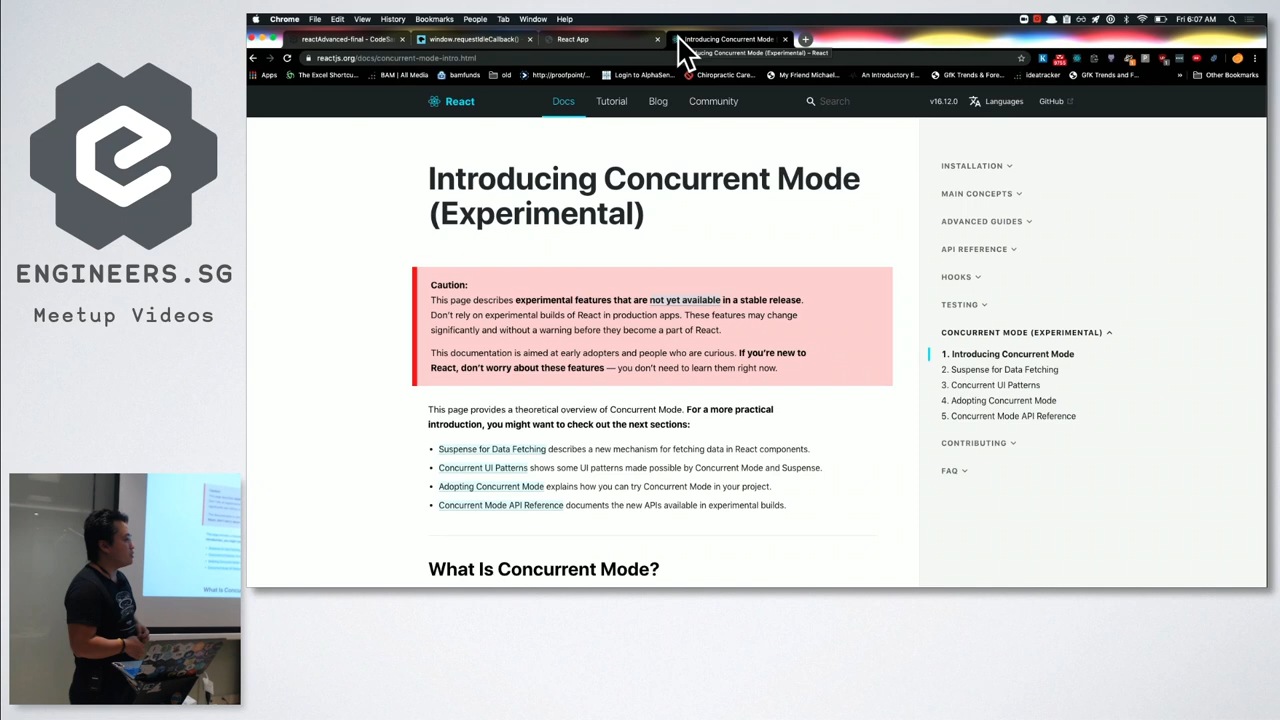 ENGINEERS.SG
Meetup Videos
Chrome File Edit View History Bookmarks People Tab Window Help
Fri 6:07 AM
reactAdvanced-final - CodeSa
window.requestIdleCallback()
React App
Introducing Concurrent Mode
ducing Concurrent Mode (Experimental) – React
reactjs.org/docs/concurrent-mode-intro.html
Apps
The Excel Shortcu...
BAM | All Media
bamfunds
old
http://proofpoint/...
Login to AlphaSen...
Chiropractic Care...
My Friend Michael...
An Introductory E...
GfK Trends & Fore...
ideatracker
GfK Trends and F...
»
Other Bookmarks
React
Docs
Tutorial
Blog
Community
Search
v16.12.0
Languages
GitHub
Introducing Concurrent Mode
(Experimental)
Caution:
This page describes experimental features that are not yet available in a stable release.
Don't rely on experimental builds of React in production apps. These features may change
significantly and without a warning before they become a part of React.
This documentation is aimed at early adopters and people who are curious. If you're new to
React, don't worry about these features — you don't need to learn them right now.
This page provides a theoretical overview of Concurrent Mode. For a more practical
introduction, you might want to check out the next sections:
• Suspense for Data Fetching describes a new mechanism for fetching data in React components.
• Concurrent UI Patterns shows some UI patterns made possible by Concurrent Mode and Suspense.
• Adopting Concurrent Mode explains how you can try Concurrent Mode in your project.
• Concurrent Mode API Reference documents the new APIs available in experimental builds.
What Is Concurrent Mode?
INSTALLATION
MAIN CONCEPTS
ADVANCED GUIDES
API REFERENCE
HOOKS
TESTING
CONCURRENT MODE (EXPERIMENTAL)
1. Introducing Concurrent Mode
2. Suspense for Data Fetching
3. Concurrent UI Patterns
4. Adopting Concurrent Mode
5. Concurrent Mode API Reference
CONTRIBUTING
FAQ